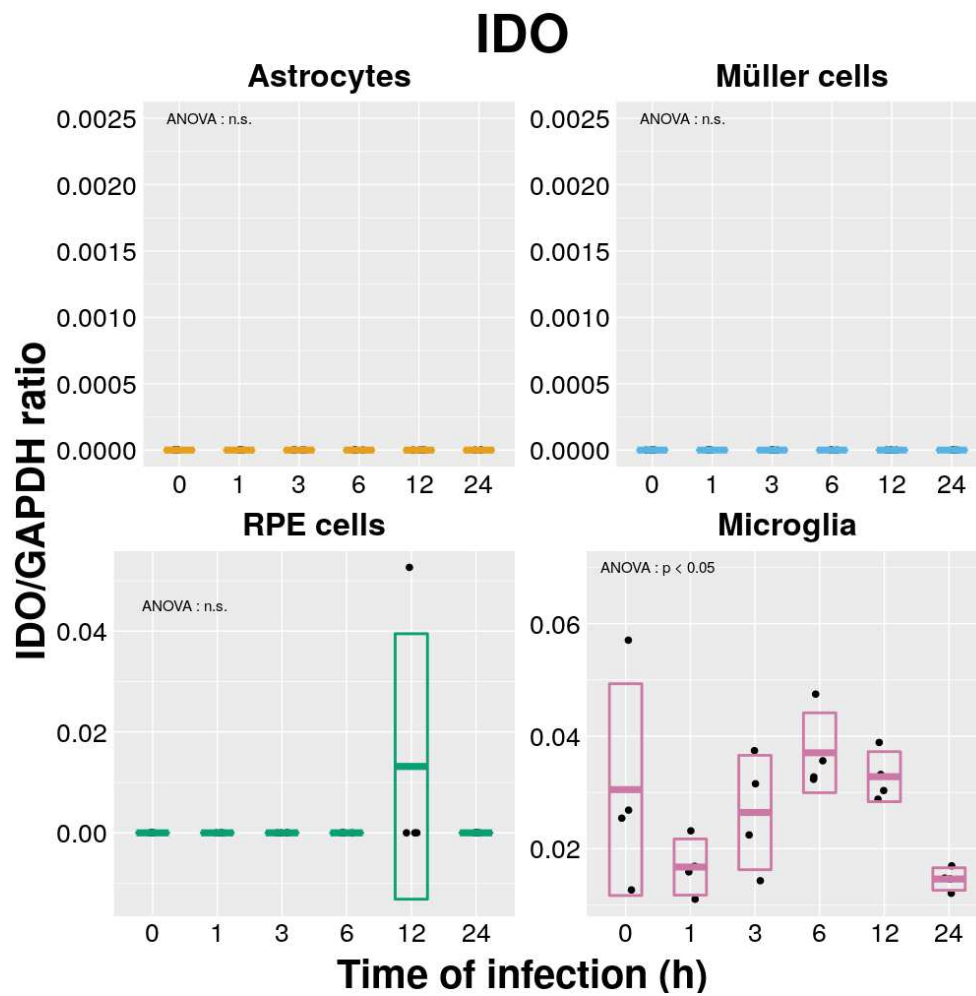 IDO
Astrocytes
Müller cells
ANOVA : n.s.
ANOVA : n.s.
0.0025
0.0020
0.0015
0.0010
0.0005
0.0000
0.0025
0.0020
0.0015
0.0010
0.0005
0.0000
0 1 3 6 12 24
0 1 3 6 12 24
IDO/GAPDH ratio
RPE cells
Microglia
ANOVA : n.s.
ANOVA : p < 0.05
0.04
0.02
0.00
0.06
0.04
0.02
0 1 3 6 12 24
0 1 3 6 12 24
Time of infection (h)